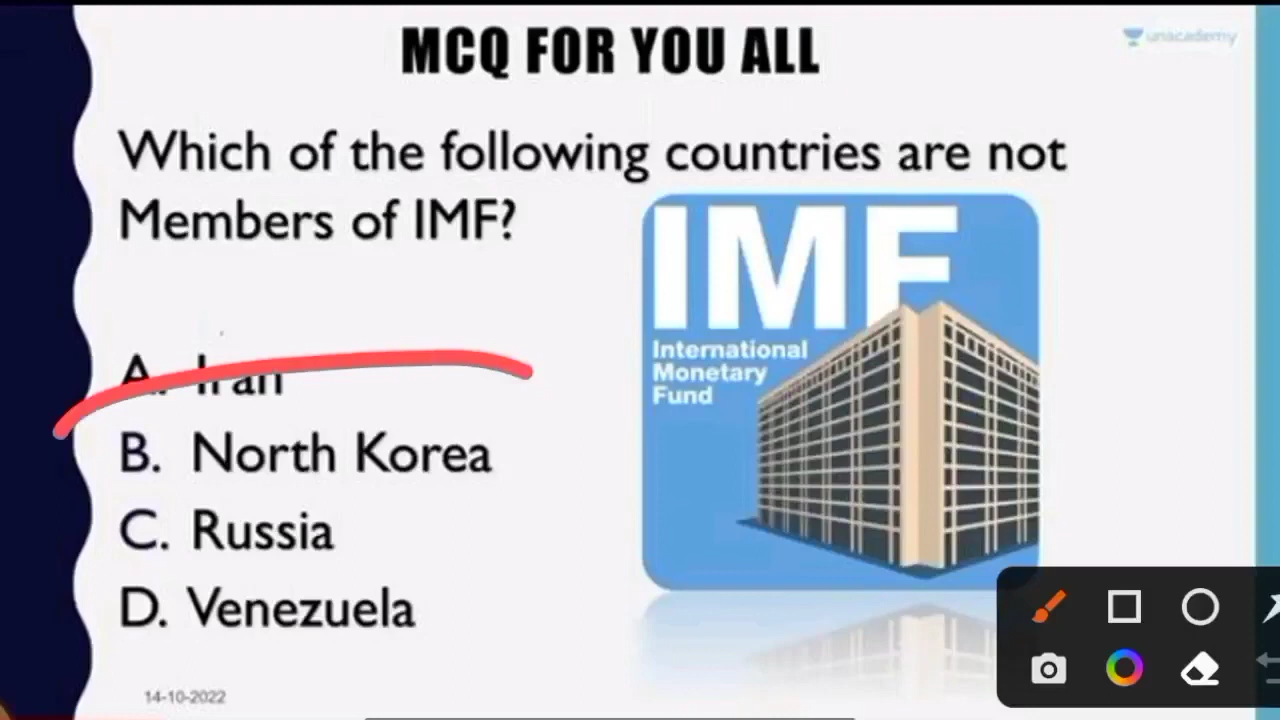 MCQ FOR YOU ALL
unacademy
Which of the following countries are not
Members of IMF?
IMF
International
Monetary
Fund
A. Iran
B. North Korea
C. Russia
D. Venezuela
14-10-2022